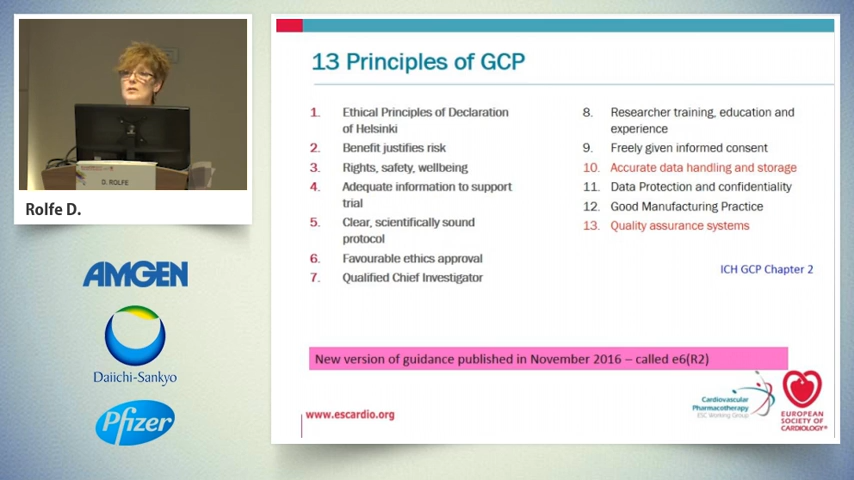 D. ROLFE
Rolfe D.
AMGEN
Daiichi-Sankyo
Pfizer
13 Principles of GCP
1. Ethical Principles of Declaration
of Helsinki
2. Benefit justifies risk
3. Rights, safety, wellbeing
4. Adequate information to support
trial
5. Clear, scientifically sound
protocol
6. Favourable ethics approval
7. Qualified Chief Investigator
8. Researcher training, education and
experience
9. Freely given informed consent
10. Accurate data handling and storage
11. Data Protection and confidentiality
12. Good Manufacturing Practice
13. Quality assurance systems
ICH GCP Chapter 2
New version of guidance published in November 2016 – called e6(R2)
www.escardio.org
Cardiovascular
Pharmacotherapy
ESC Working Group
EUROPEAN
SOCIETY OF
CARDIOLOGY®